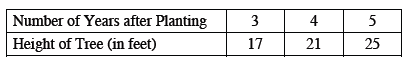 Number of Years after Planting 3 4 5
Height of Tree (in feet) 17 21 25